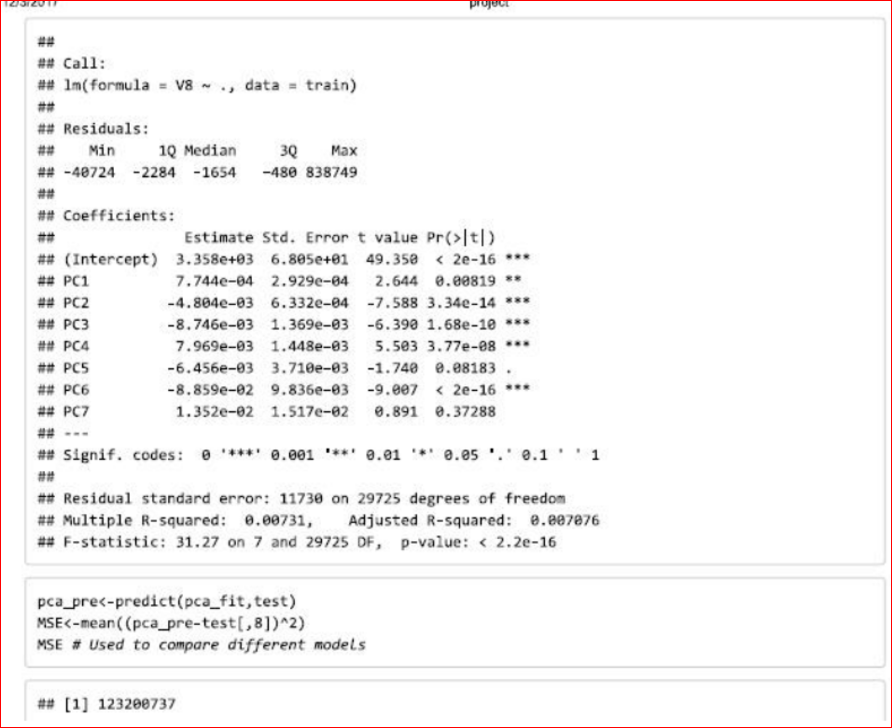 12/3/2017 project
##
## Call:
## lm(formula = V8 ~ ., data = train)
##
## Residuals:
##    Min     1Q Median     3Q    Max
## -40724  -2284  -1654   -480 838749
##
## Coefficients:
##               Estimate Std. Error t value Pr(>|t|)
## (Intercept)  3.358e+03  6.805e+01  49.350  < 2e-16 ***
## PC1          7.744e-04  2.929e-04   2.644  0.00819 **
## PC2         -4.804e-03  6.332e-04  -7.588 3.34e-14 ***
## PC3         -8.746e-03  1.369e-03  -6.390 1.68e-10 ***
## PC4          7.969e-03  1.448e-03   5.503 3.77e-08 ***
## PC5         -6.456e-03  3.710e-03  -1.740  0.08183 .
## PC6         -8.859e-02  9.836e-03  -9.007  < 2e-16 ***
## PC7          1.352e-02  1.517e-02   0.891  0.37288
## ---
## Signif. codes:  0 '***' 0.001 '**' 0.01 '*' 0.05 '.' 0.1 ' ' 1
##
## Residual standard error: 11730 on 29725 degrees of freedom
## Multiple R-squared:  0.00731,    Adjusted R-squared:  0.007076
## F-statistic: 31.27 on 7 and 29725 DF,  p-value: < 2.2e-16
pca_pre<-predict(pca_fit,test)
MSE<-mean((pca_pre-test[,8])^2)
MSE # Used to compare different models
## [1] 123200737